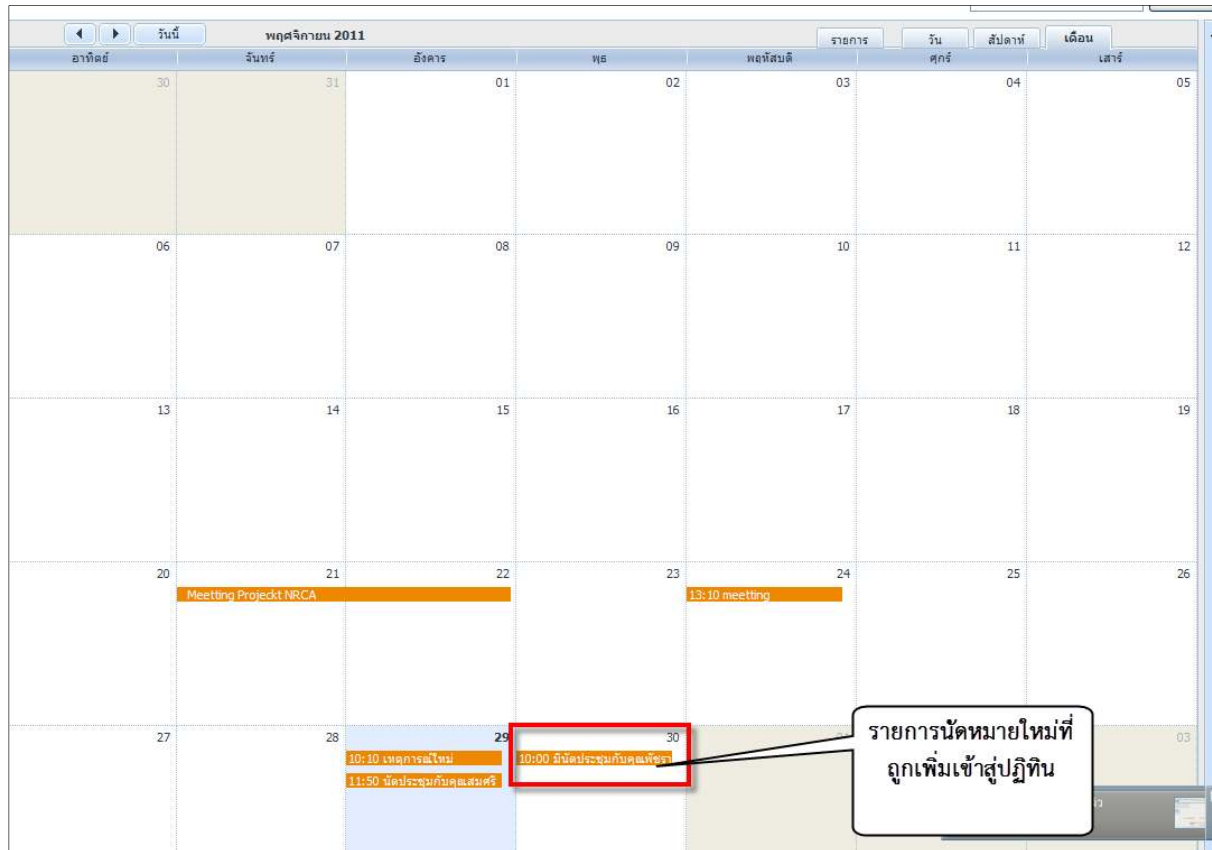 วันนี้ พฤศจิกายน 2011 รายการ วัน สัปดาห์ เดือน
อาทิตย์ จันทร์ อังคาร พุธ พฤหัสบดี ศุกร์ เสาร์
30 31 01 02 03 04 05
06 07 08 09 10 11 12
13 14 15 16 17 18 19
20 21 22 23 24 25 26
Meetting Projeckt NRCA 13:10 meetting
27 28 29 30 03
10:10 เหตุการณ์ใหม่ 10:00 มีนัดประชุมกับคุณพัชรา
11:50 นัดประชุมกับคุณสมศรี
รายการนัดหมายใหม่ที่
ถูกเพิ่มเข้าสู่ปฏิทิน